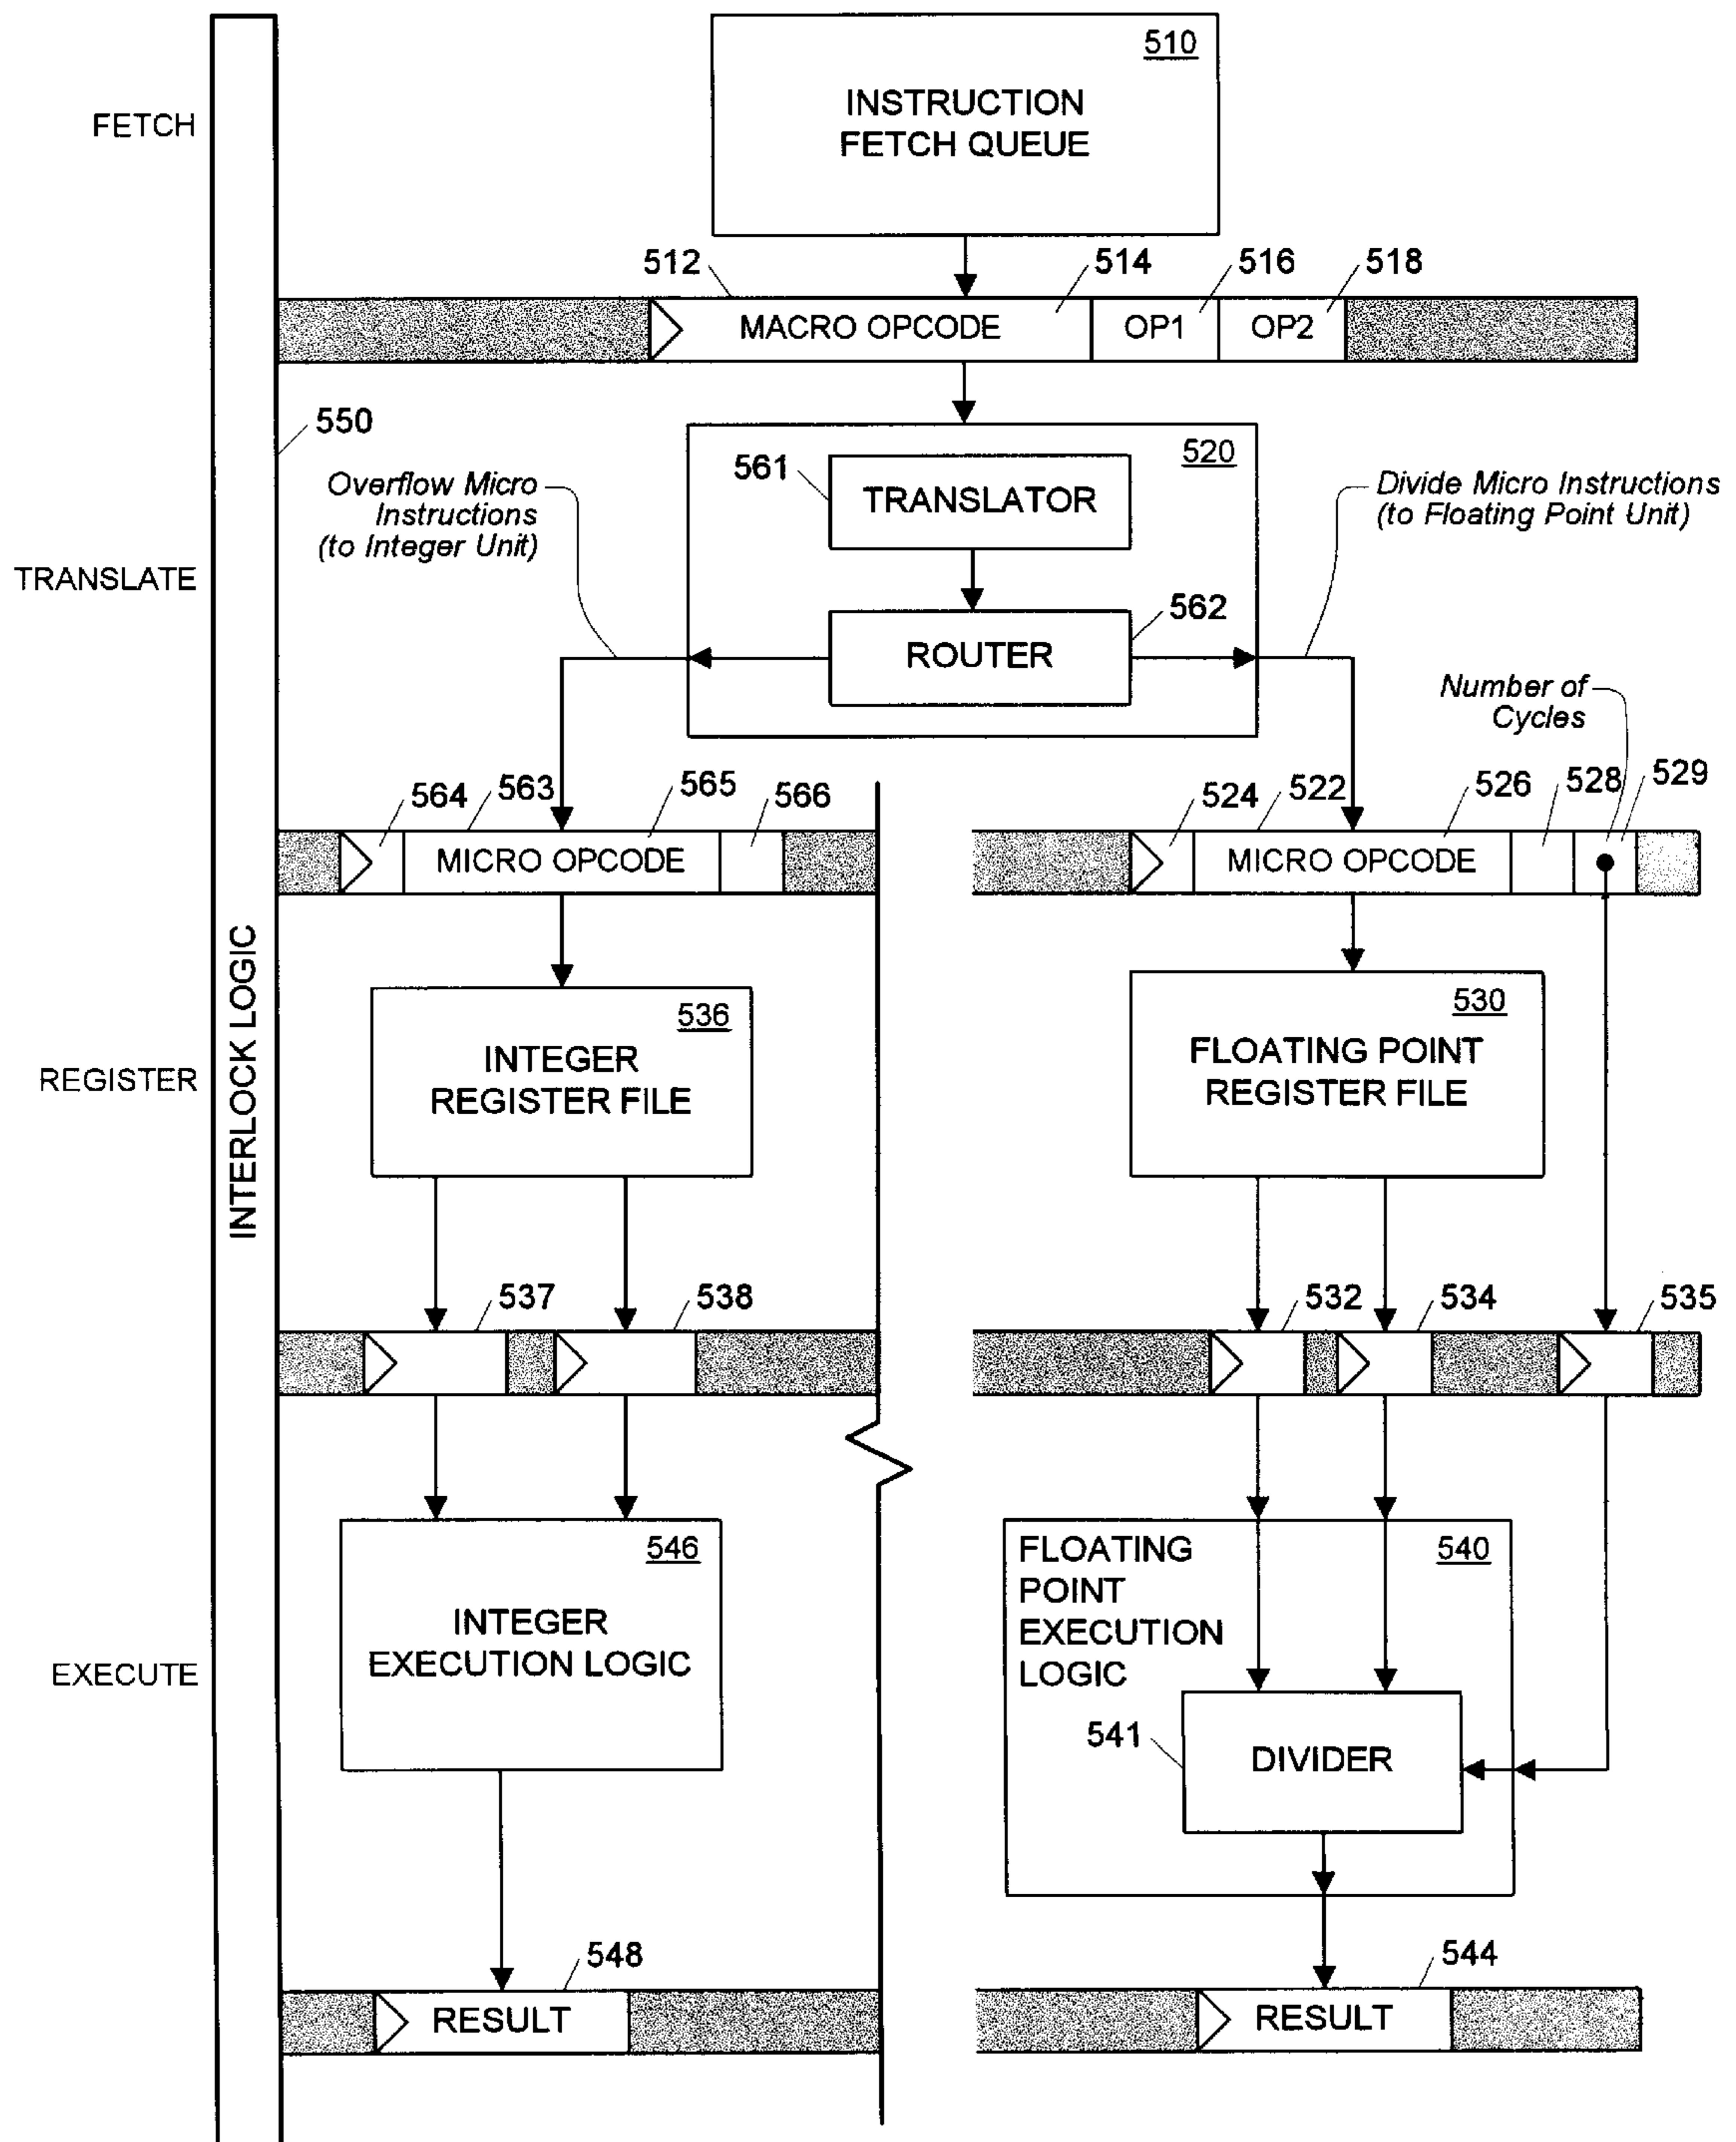 510
INSTRUCTION
FETCH QUEUE
FETCH
512
514
516
518
MACRO OPCODE
OP1
OP2
550
520
561
TRANSLATOR
Overflow Micro
Instructions
(to Integer Unit)
Divide Micro Instructions
(to Floating Point Unit)
TRANSLATE
562
ROUTER
Number of
Cycles
564
563
565
566
524
522
526
528
529
MICRO OPCODE
MICRO OPCODE
INTERLOCK LOGIC
536
INTEGER
REGISTER FILE
530
FLOATING POINT
REGISTER FILE
REGISTER
537
538
532
534
535
546
INTEGER
EXECUTION LOGIC
540
FLOATING
POINT
EXECUTION
LOGIC
EXECUTE
541
DIVIDER
548
544
RESULT
RESULT